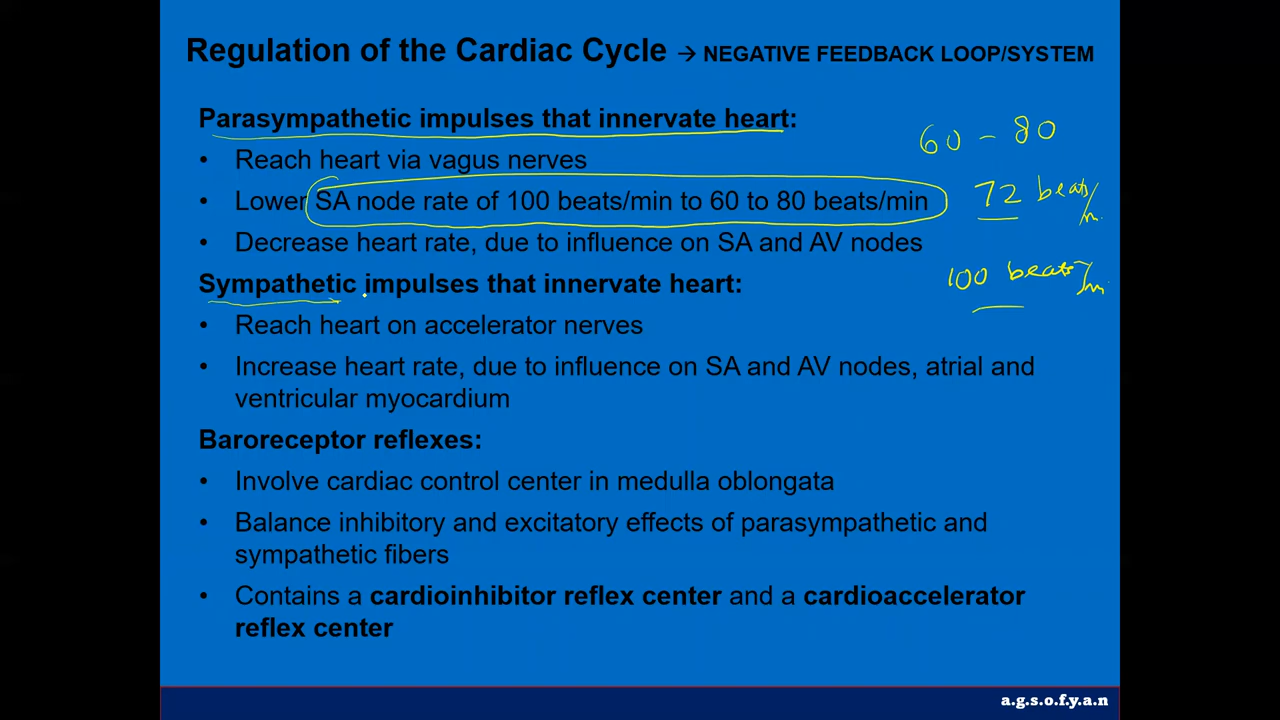 Regulation of the Cardiac Cycle → NEGATIVE FEEDBACK LOOP/SYSTEM
Parasympathetic impulses that innervate heart:
• Reach heart via vagus nerves
• Lower SA node rate of 100 beats/min to 60 to 80 beats/min
• Decrease heart rate, due to influence on SA and AV nodes
60 - 80
72 beats/m.
100 beats/m.
Sympathetic impulses that innervate heart:
• Reach heart on accelerator nerves
• Increase heart rate, due to influence on SA and AV nodes, atrial and
ventricular myocardium
Baroreceptor reflexes:
• Involve cardiac control center in medulla oblongata
• Balance inhibitory and excitatory effects of parasympathetic and
sympathetic fibers
• Contains a cardioinhibitor reflex center and a cardioaccelerator
reflex center
a.g.s.o.f.y.a.n